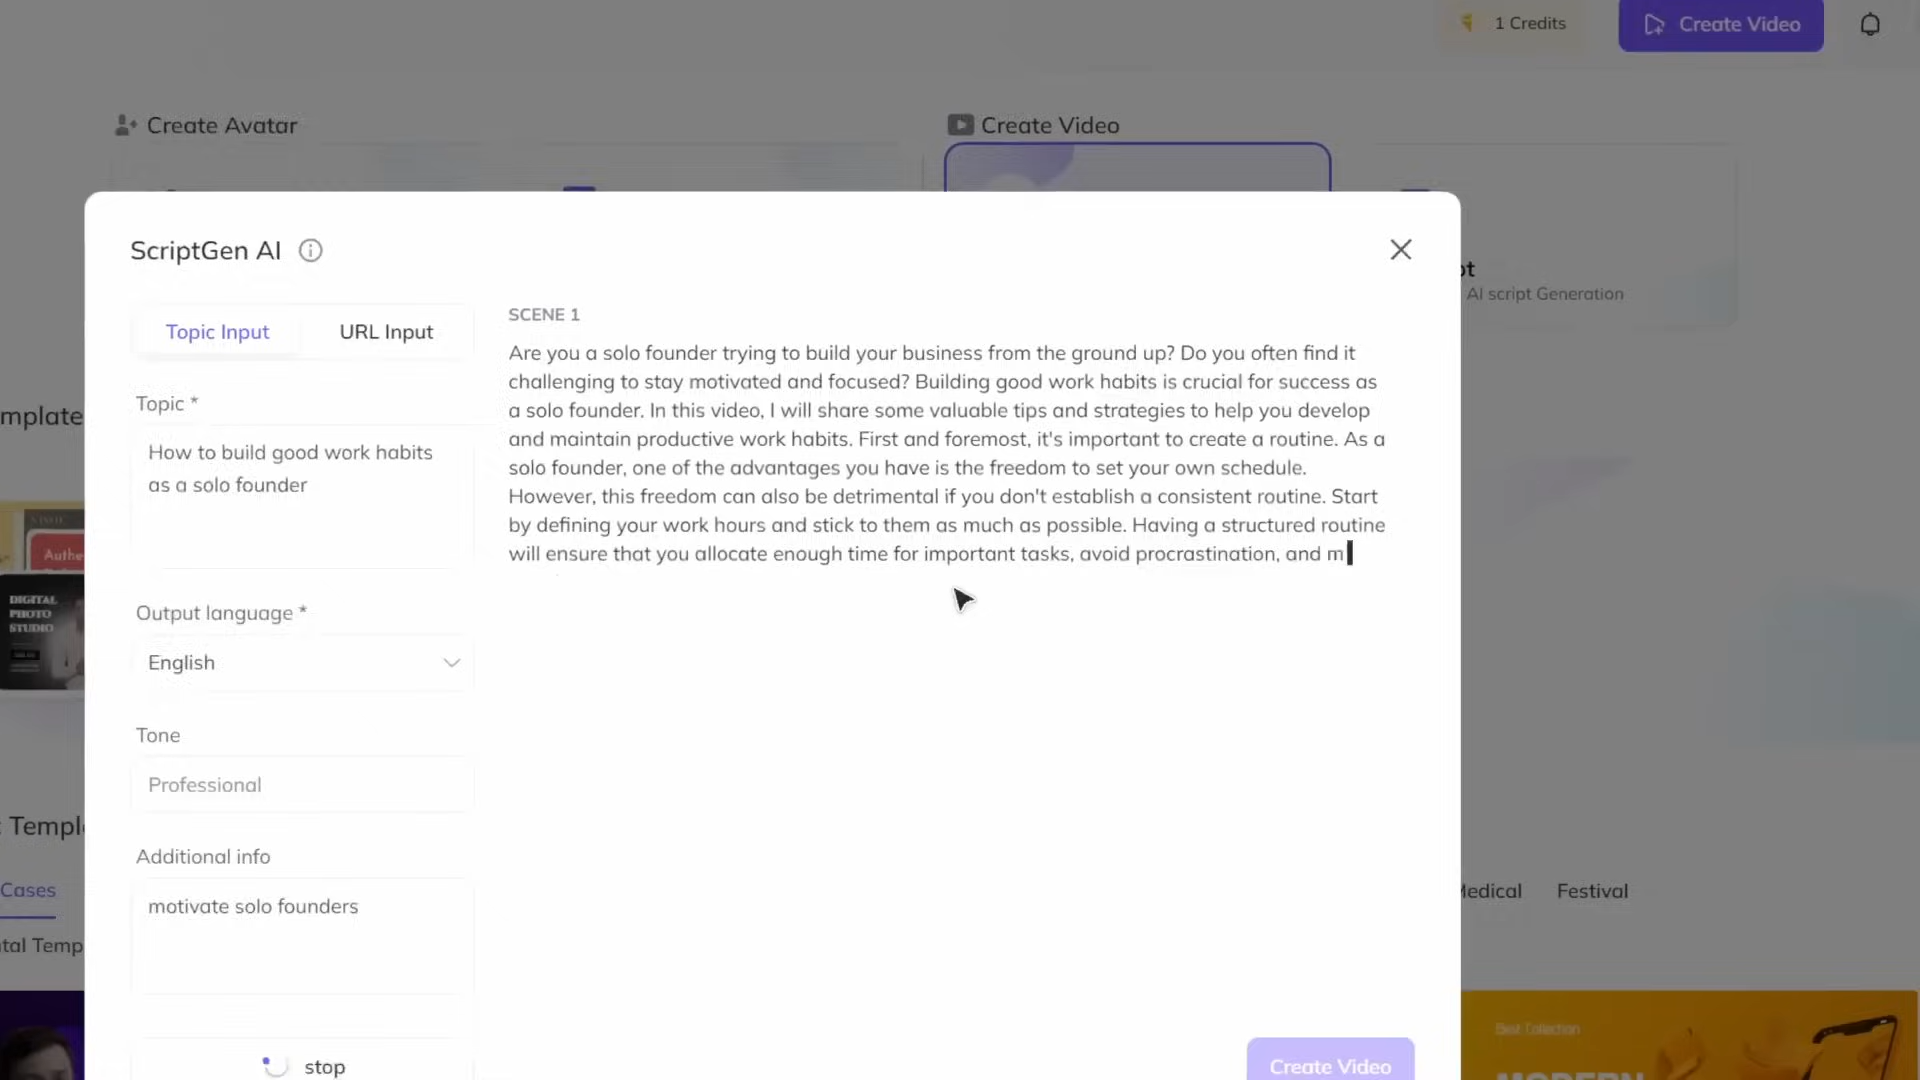 1 Credits
Create Video
Create Avatar
Create Video
ScriptGen AI
Topic Input
URL Input
Topic *
How to build good work habits
as a solo founder
Output language *
English
Tone
Professional
Additional info
motivate solo founders
stop
SCENE 1
Are you a solo founder trying to build your business from the ground up? Do you often find it
challenging to stay motivated and focused? Building good work habits is crucial for success as
a solo founder. In this video, I will share some valuable tips and strategies to help you develop
and maintain productive work habits. First and foremost, it's important to create a routine. As a
solo founder, one of the advantages you have is the freedom to set your own schedule.
However, this freedom can also be detrimental if you don't establish a consistent routine. Start
by defining your work hours and stick to them as much as possible. Having a structured routine
will ensure that you allocate enough time for important tasks, avoid procrastination, and m
Create Video
pt
AI script Generation
mplate
Authe
DIGITAL
PHOTO
STUDIO
Templ
Cases
tal Temp
Medical
Festival
Best Collection
MODERN